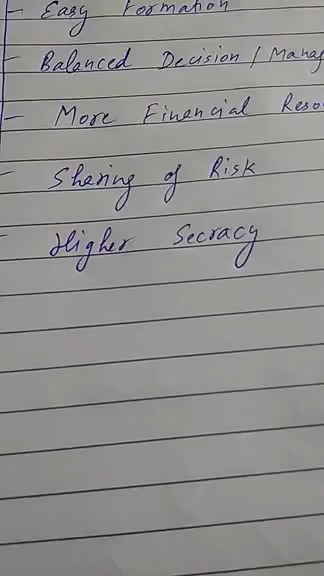 - Easy Formation
- Balanced Decision / Manag
- More Financial Reso
- Sharing of Risk
- Higher Secracy